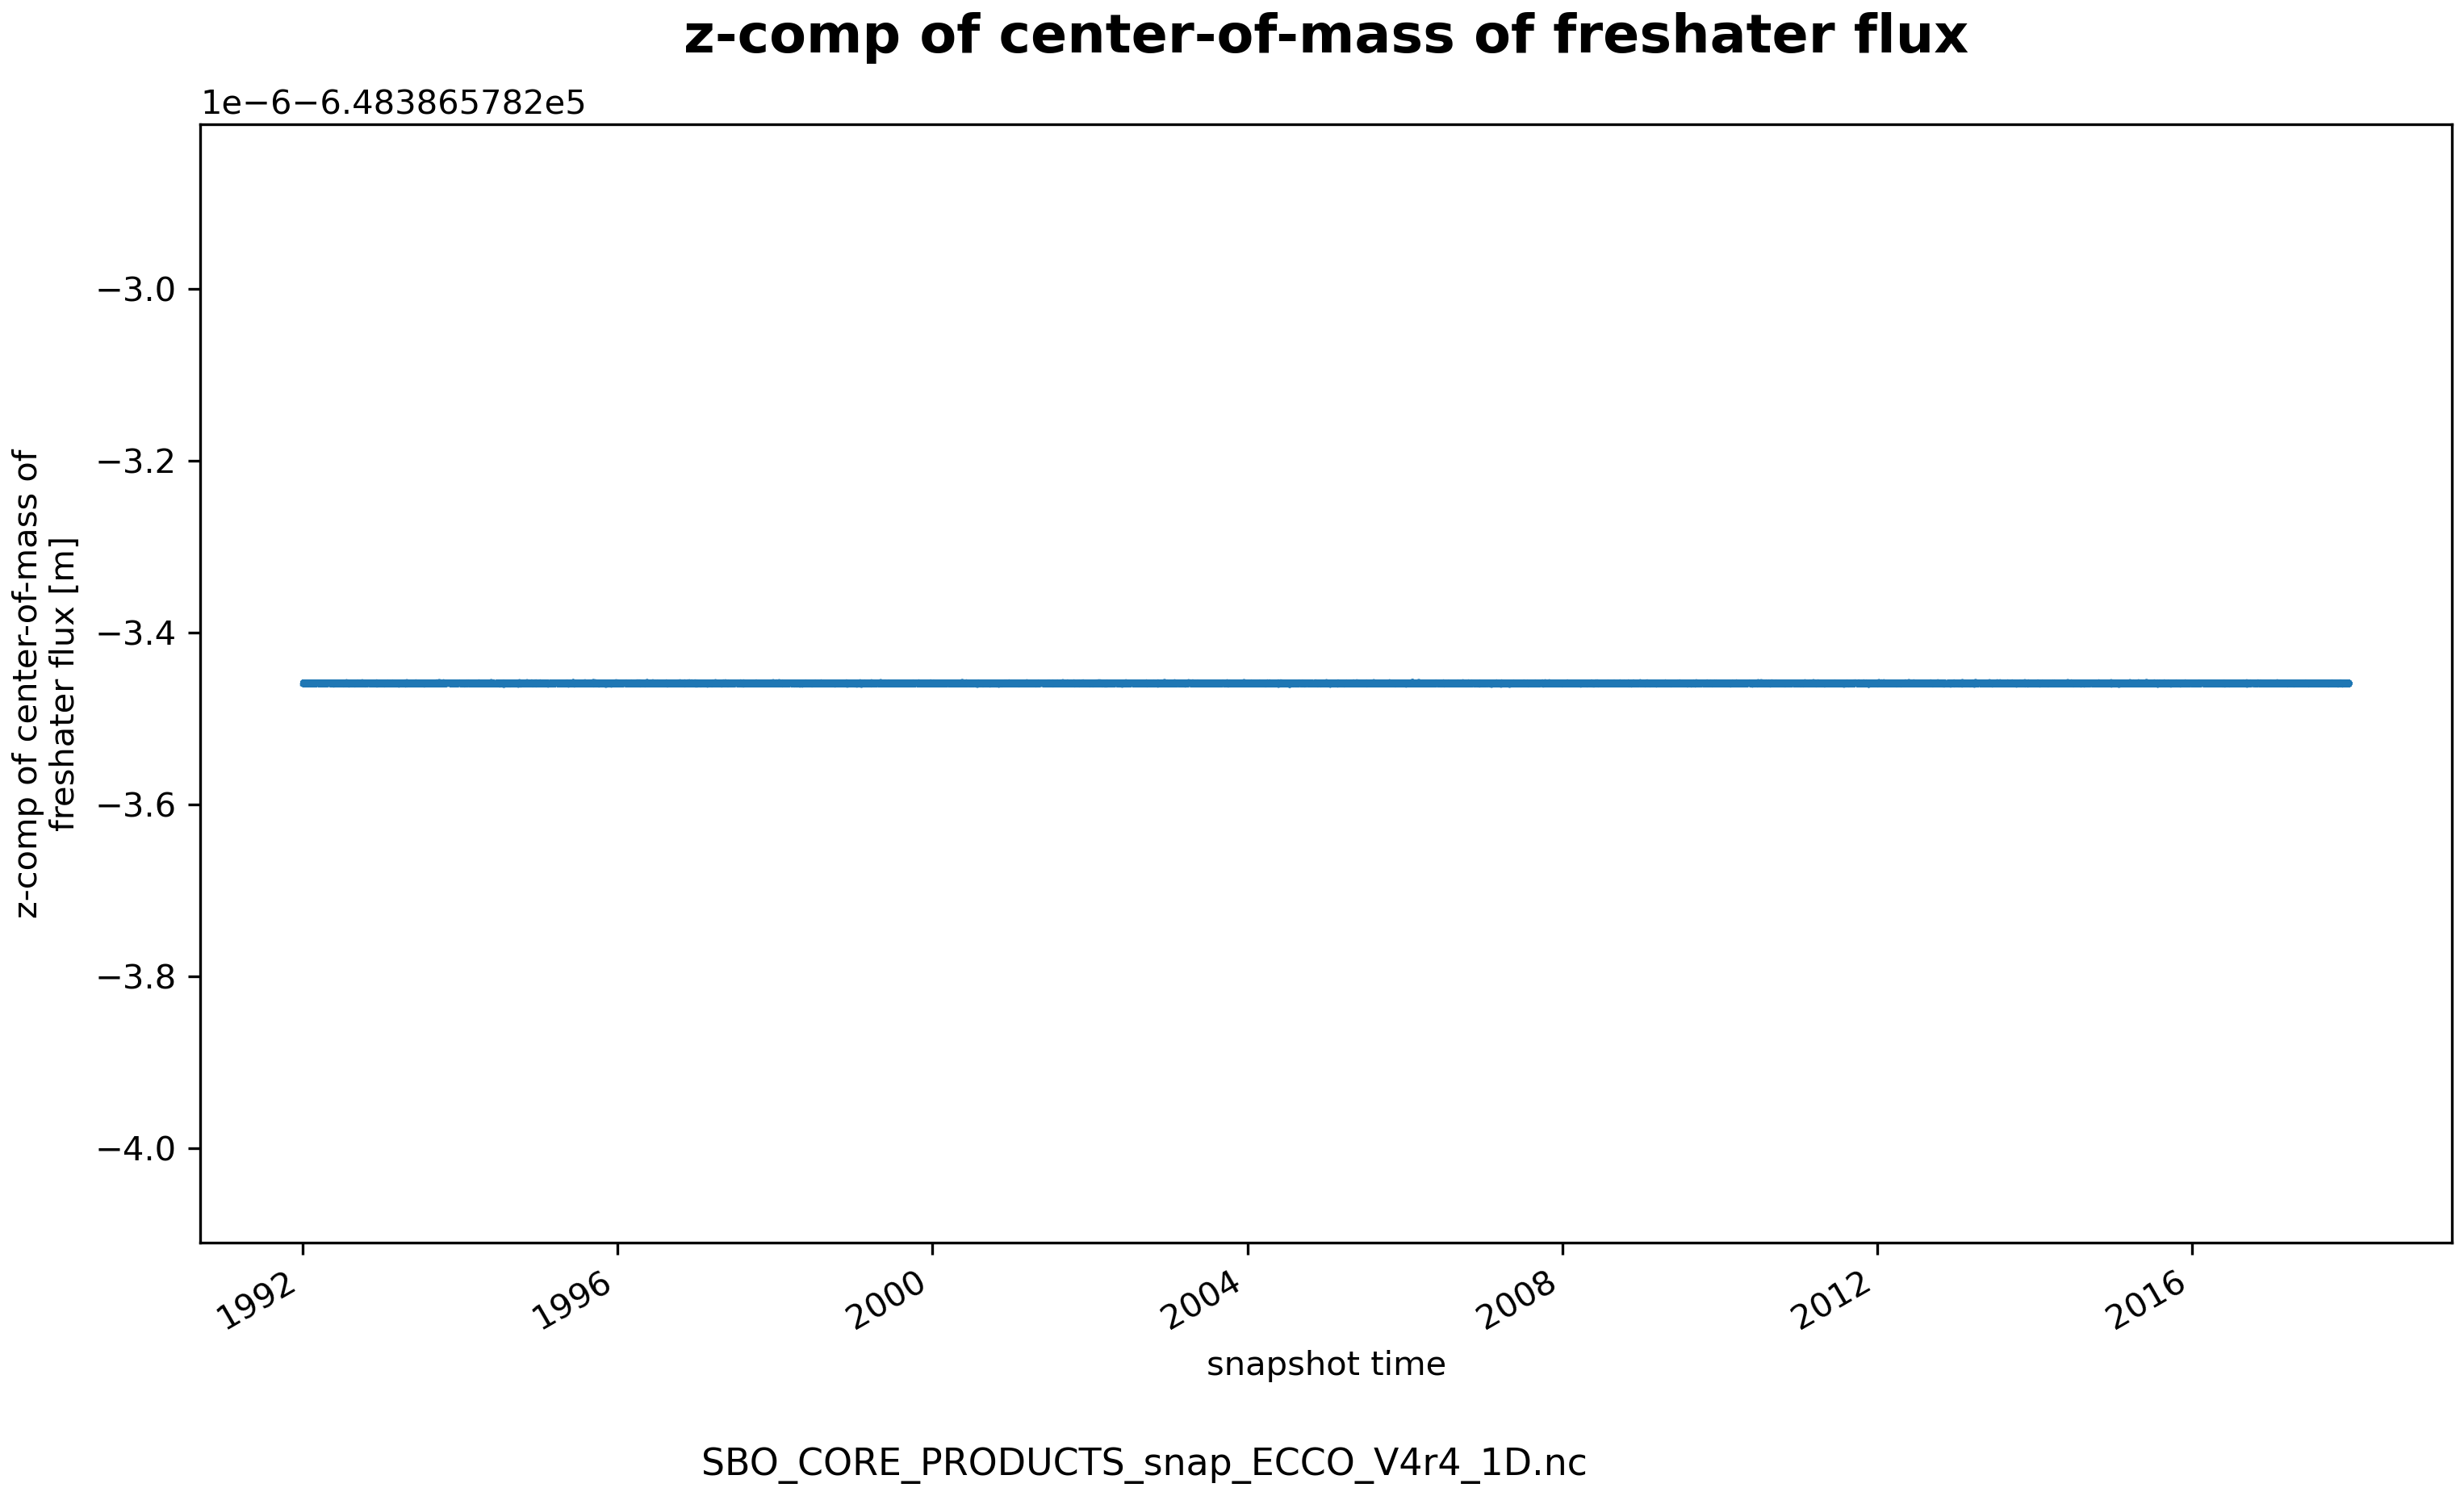 z-comp of center-of-mass of freshater flux
1e−6−6.483865782e5
−3.0
−3.2
−3.4
−3.6
−3.8
−4.0
z-comp of center-of-mass of
freshater flux [m]
1992
1996
2000
2004
2008
2012
2016
snapshot time
SBO_CORE_PRODUCTS_snap_ECCO_V4r4_1D.nc